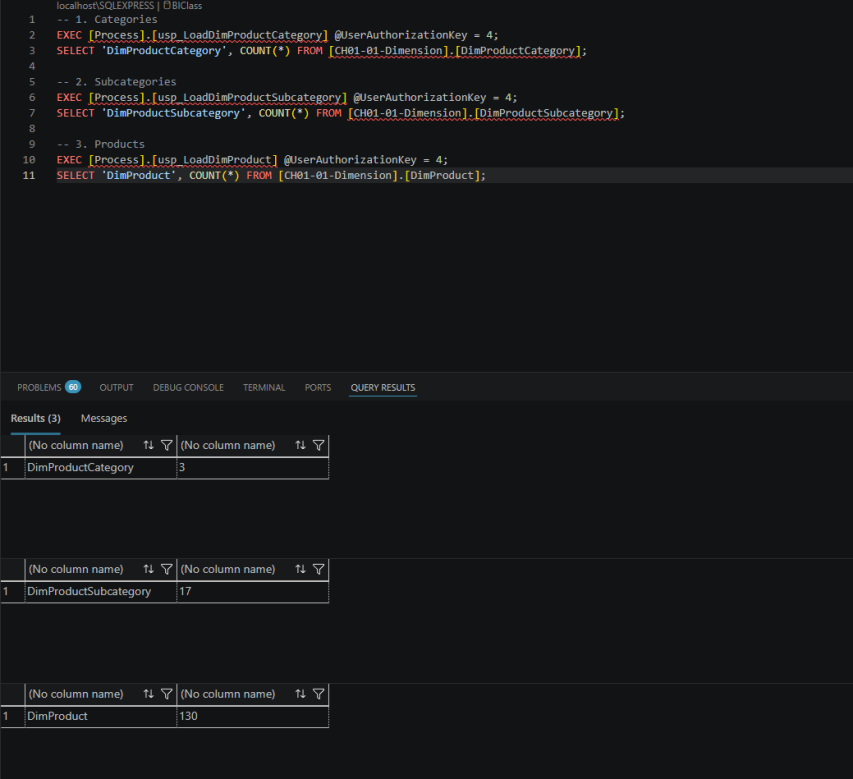 localhost\SQLEXPRESS | BIClass
1 -- 1. Categories
2 EXEC [Process].[usp_LoadDimProductCategory] @UserAuthorizationKey = 4;
3 SELECT 'DimProductCategory', COUNT(*) FROM [CH01-01-Dimension].[DimProductCategory];
4
5 -- 2. Subcategories
6 EXEC [Process].[usp_LoadDimProductSubcategory] @UserAuthorizationKey = 4;
7 SELECT 'DimProductSubcategory', COUNT(*) FROM [CH01-01-Dimension].[DimProductSubcategory];
8
9 -- 3. Products
10 EXEC [Process].[usp_LoadDimProduct] @UserAuthorizationKey = 4;
11 SELECT 'DimProduct', COUNT(*) FROM [CH01-01-Dimension].[DimProduct];
PROBLEMS 60 OUTPUT DEBUG CONSOLE TERMINAL PORTS QUERY RESULTS
Results (3) Messages
(No column name) (No column name)
1 DimProductCategory 3
(No column name) (No column name)
1 DimProductSubcategory 17
(No column name) (No column name)
1 DimProduct 130